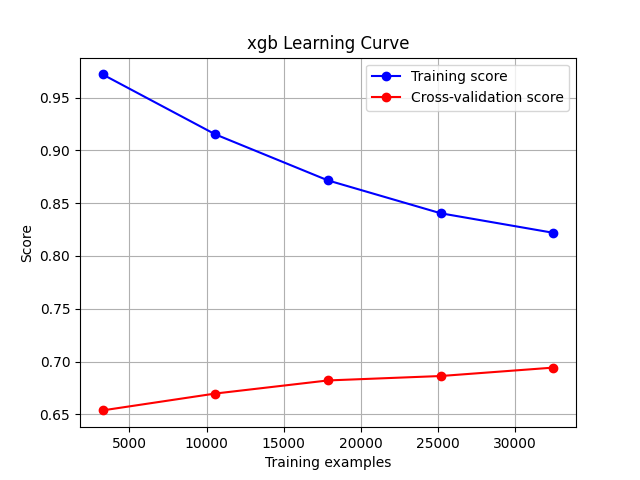 xgb Learning Curve
Training score
Cross-validation score
Score
0.95
0.90
0.85
0.80
0.75
0.70
0.65
5000 10000 15000 20000 25000 30000
Training examples